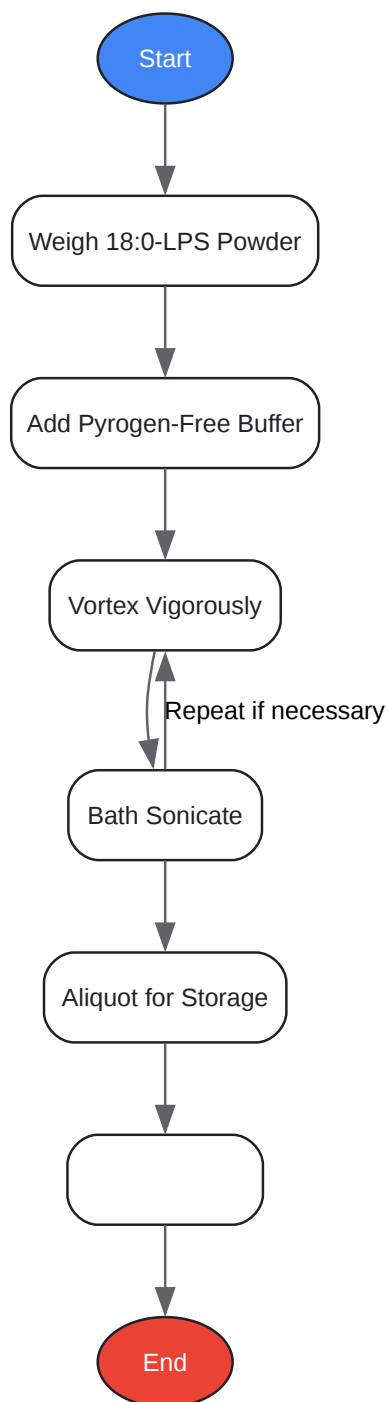 Start
Weigh 18:0-LPS Powder
Add Pyrogen-Free Buffer
Vortex Vigorously
Repeat if necessary
Bath Sonicate
Aliquot for Storage
End